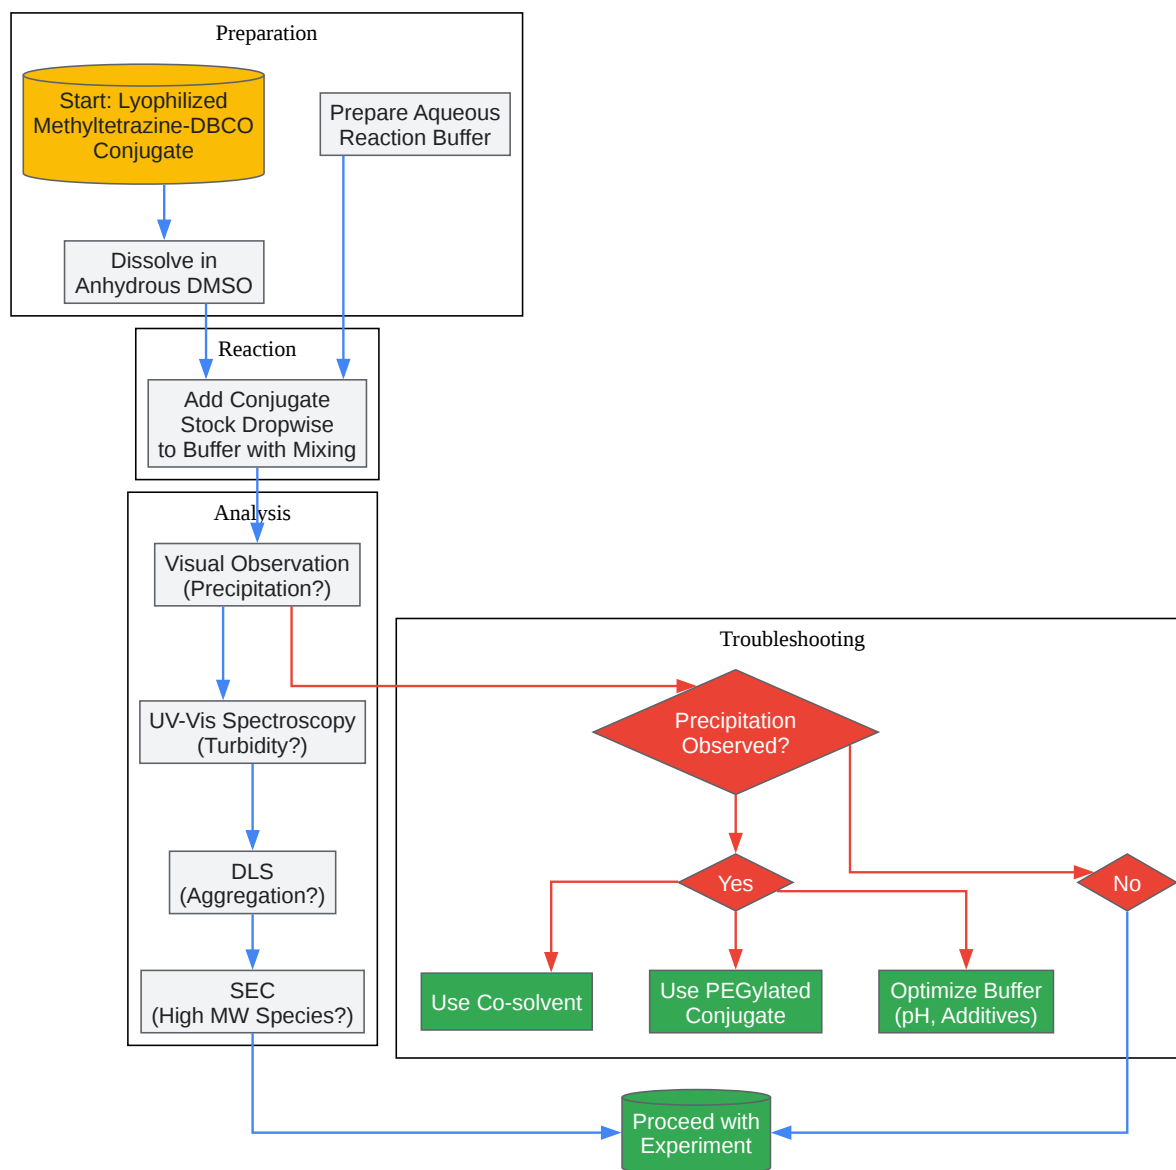 Preparation
Start: Lyophilized
Methyltetrazine-DBCO
Conjugate
Prepare Aqueous
Reaction Buffer
Dissolve in
Anhydrous DMSO
Reaction
Add Conjugate
Stock Dropwise
to Buffer with Mixing
Analysis
Visual Observation
(Precipitation?)
UV-Vis Spectroscopy
(Turbidity?)
DLS
(Aggregation?)
SEC
(High MW Species?)
Troubleshooting
Precipitation
Observed?
Yes
No
Use Co-solvent
Use PEGylated
Conjugate
Optimize Buffer
(pH, Additives)
Proceed with
Experiment